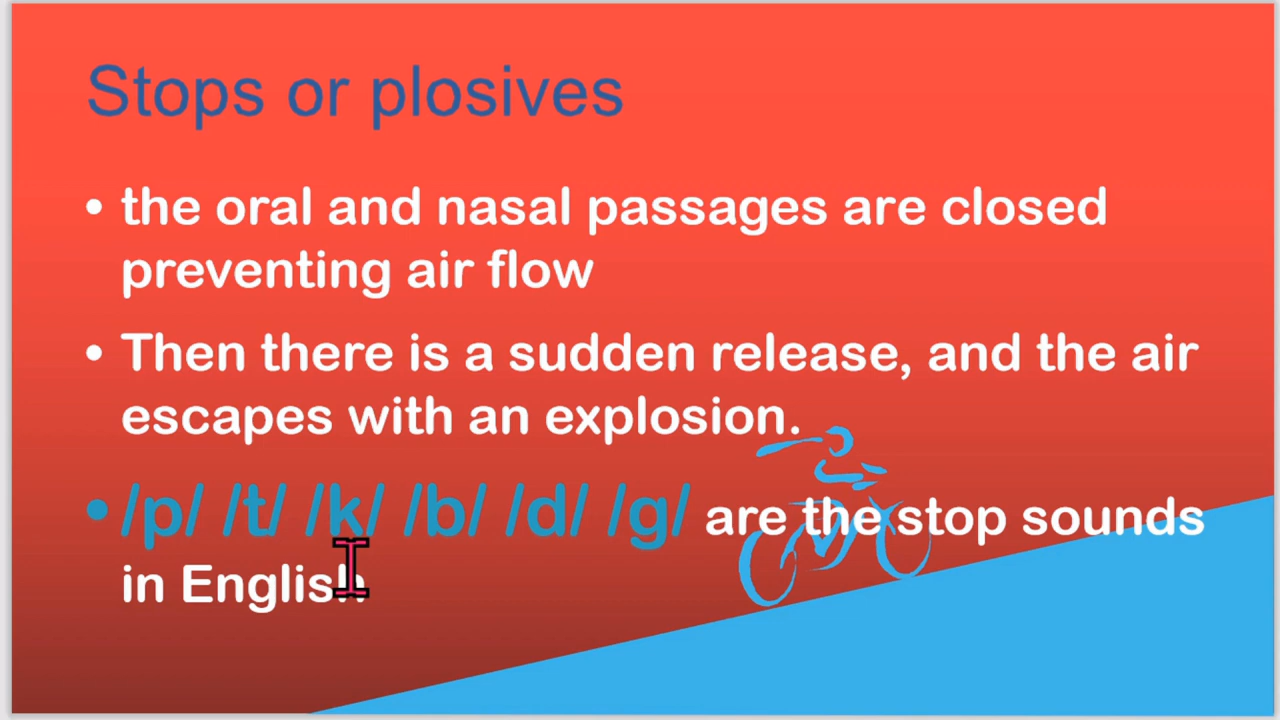 Stops or plosives
• the oral and nasal passages are closed
preventing air flow
• Then there is a sudden release, and the air
escapes with an explosion.
• /p/ /t/ /k/ /b/ /d/ /g/ are the stop sounds
in English